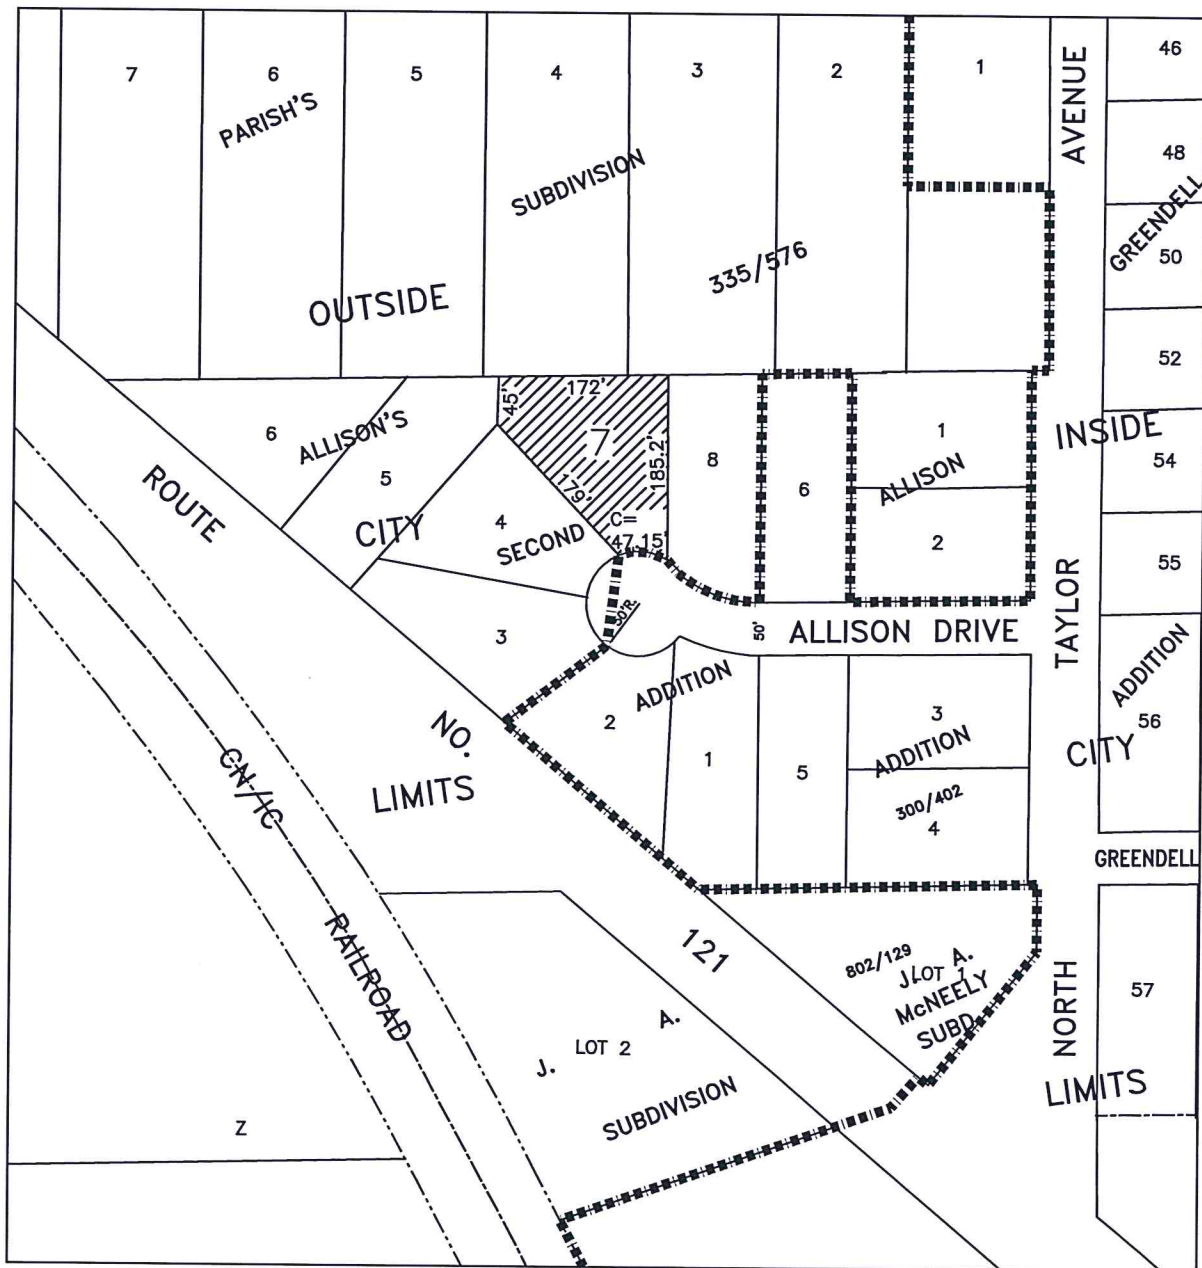 7
6
5
4
3
2
1
46
PARISH'S
SUBDIVISION
AVENUE
48
GREENDELL
50
335/576
OUTSIDE
52
45'
172'
7
185.2'
179'
C=
47.15'
6
ALLISON'S
5
CITY
4
SECOND
8
6
1
ALLISON
2
INSIDE
54
55
ROUTE
NO.
121
3
50'R.
50'
ALLISON DRIVE
TAYLOR
ADDITION
56
2
ADDITION
1
5
3
ADDITION
300/402
4
CITY
LIMITS
GREENDELL
CN/IC
RAILROAD
802/129
J.
A.
LOT 1
McNEELY
SUBD.
NORTH
57
LIMITS
J.
LOT 2
A.
SUBDIVISION
Z